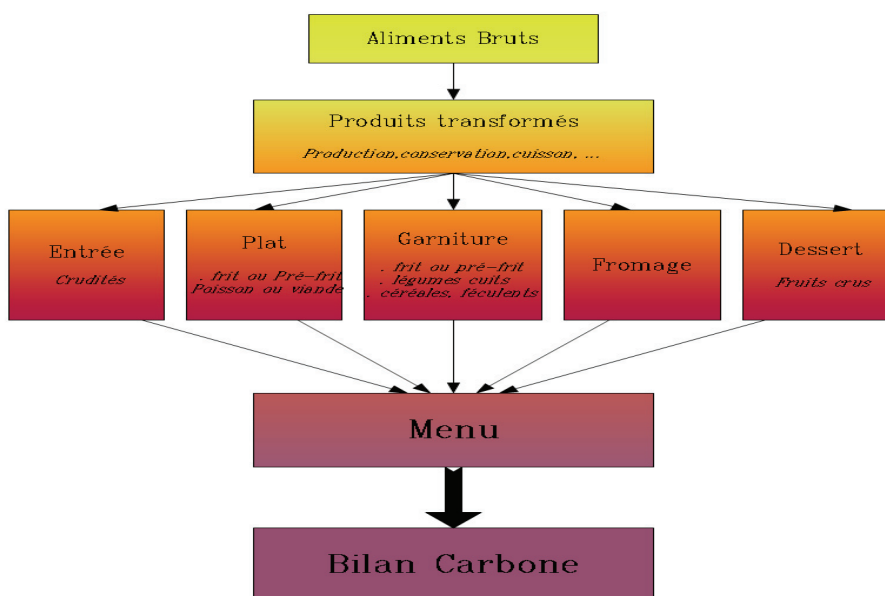 Aliments Bruts
Produits transformés
Production,conservation,cuisson, ...
Entrée
Crudités
Plat
. frit ou Pré-frit
Poisson ou viande
Garniture
. frit ou pré-frit
. légumes cuits
. céréales, féculents
Fromage
Dessert
Fruits crus
Menu
Bilan Carbone